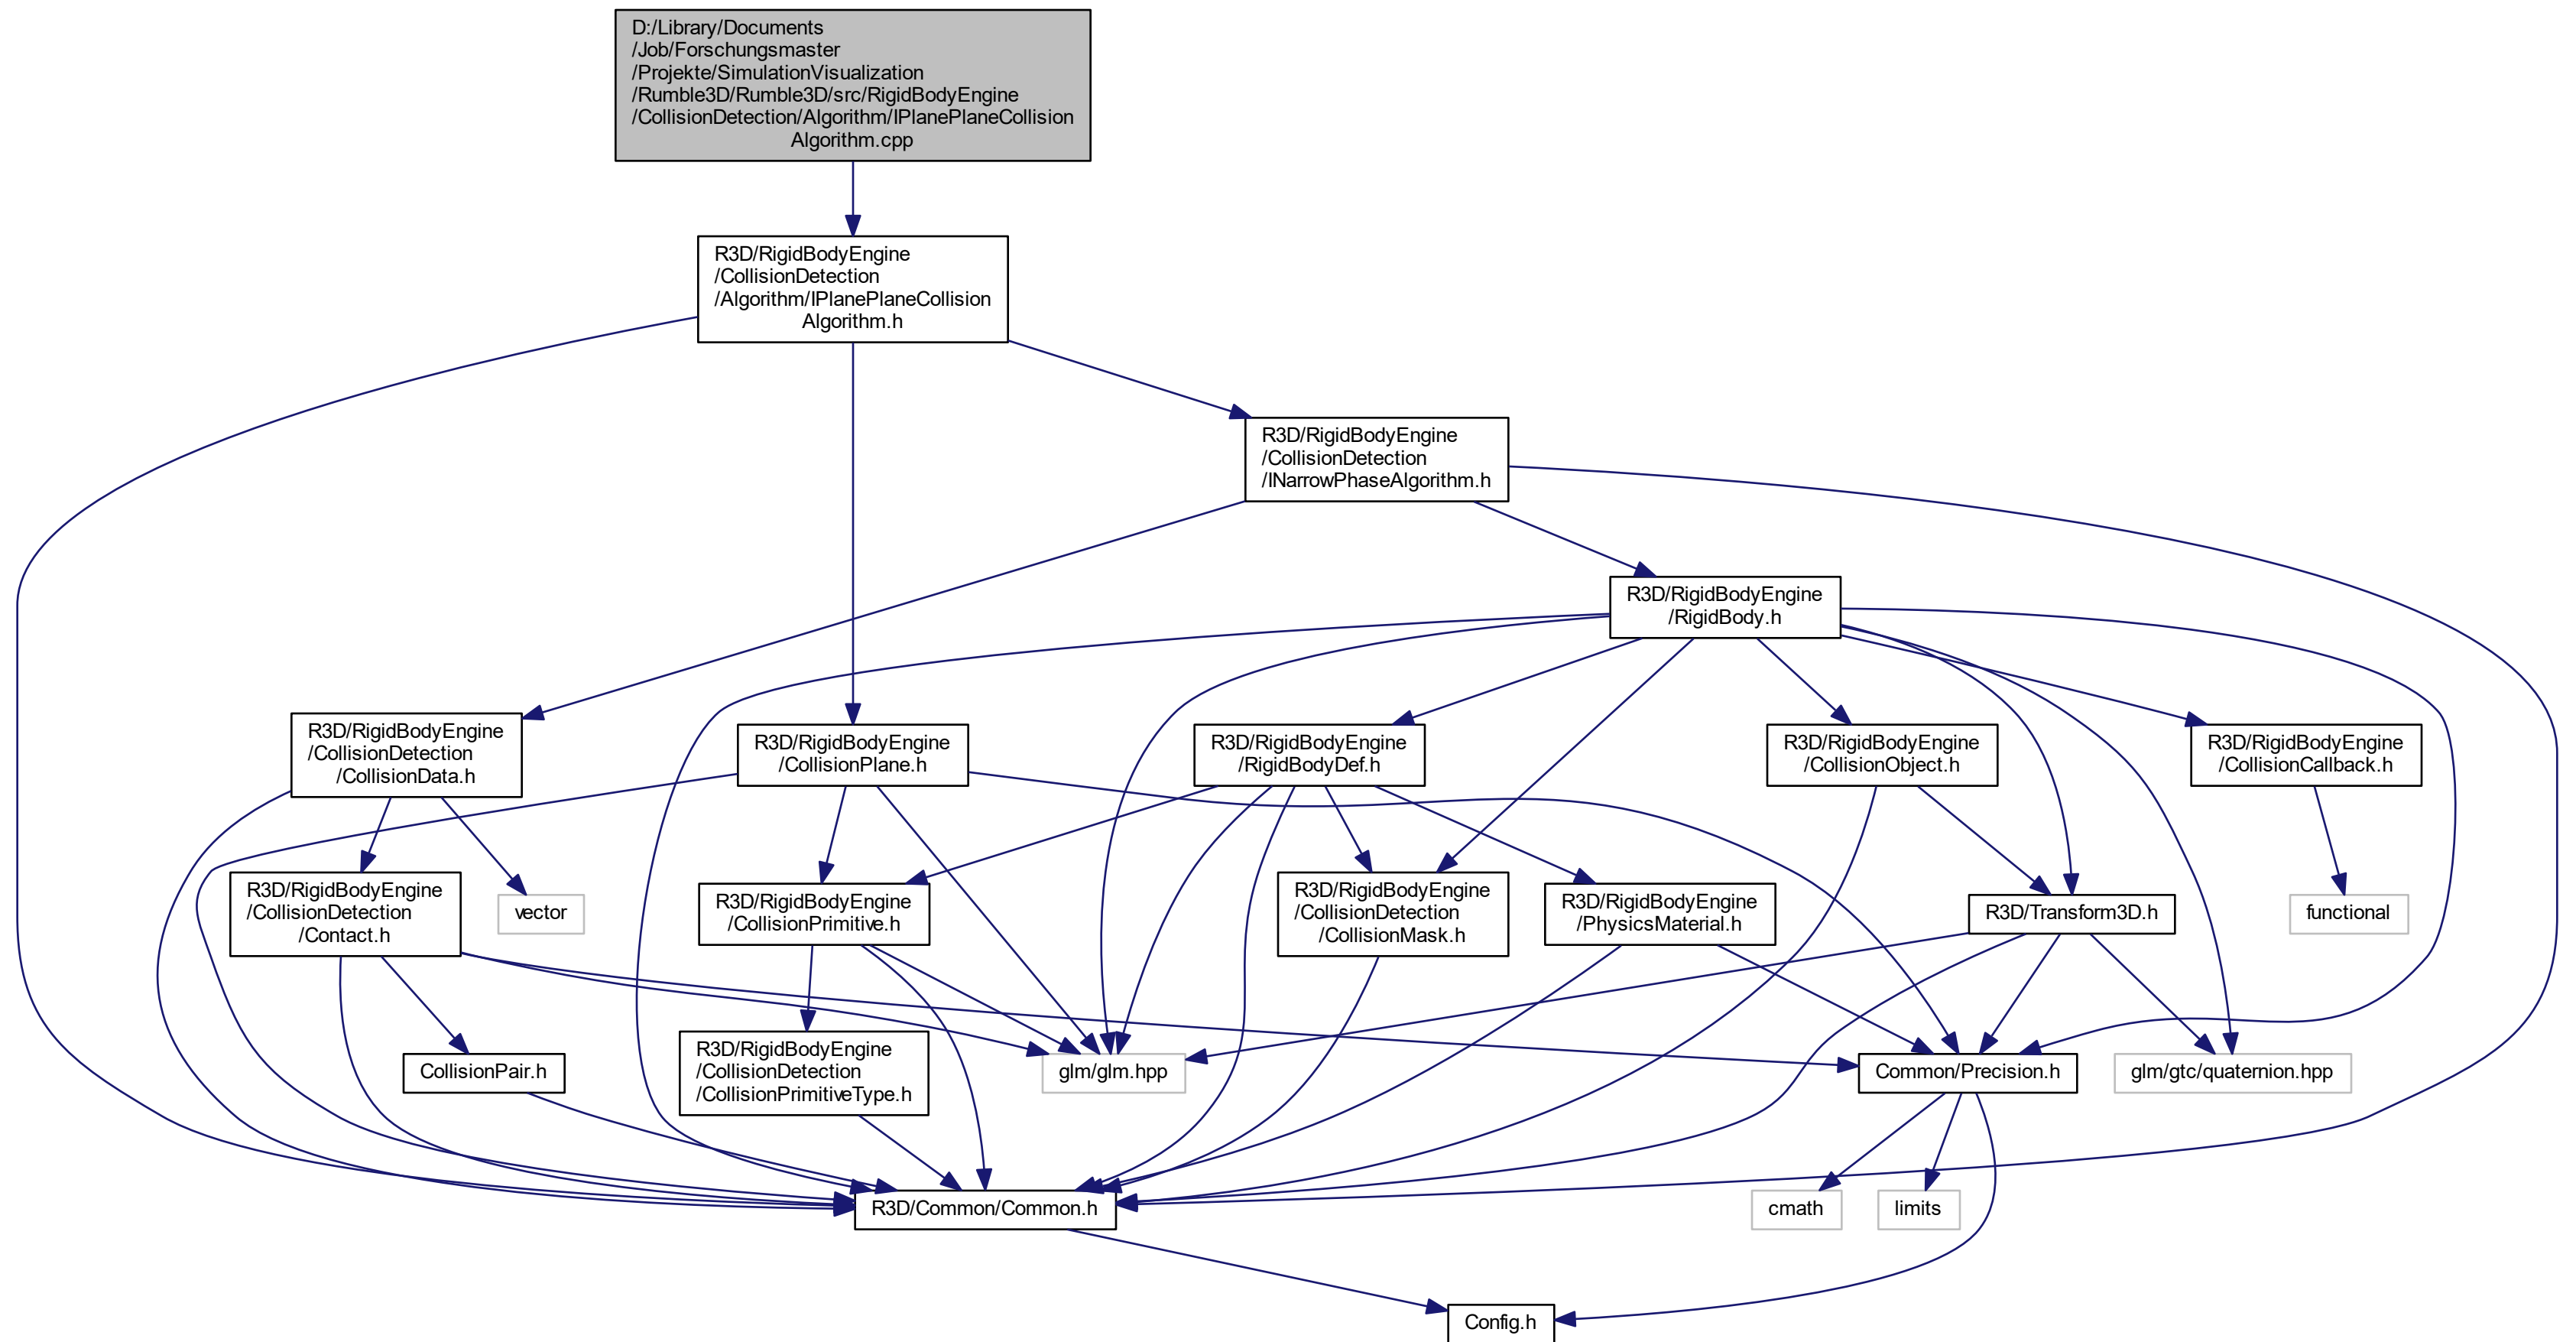 D:/Library/Documents
/Job/Forschungsmaster
/Projekte/SimulationVisualization
/Rumble3D/Rumble3D/src/RigidBodyEngine
/CollisionDetection/Algorithm/IPlanePlaneCollision
Algorithm.cpp
R3D/RigidBodyEngine
/CollisionDetection
/Algorithm/IPlanePlaneCollision
Algorithm.h
R3D/RigidBodyEngine
/CollisionDetection
/INarrowPhaseAlgorithm.h
R3D/RigidBodyEngine
/RigidBody.h
R3D/RigidBodyEngine
/CollisionDetection
/CollisionData.h
R3D/RigidBodyEngine
/CollisionPlane.h
R3D/RigidBodyEngine
/RigidBodyDef.h
R3D/RigidBodyEngine
/CollisionObject.h
R3D/RigidBodyEngine
/CollisionCallback.h
R3D/RigidBodyEngine
/CollisionDetection
/Contact.h
vector
R3D/RigidBodyEngine
/CollisionPrimitive.h
R3D/RigidBodyEngine
/CollisionDetection
/CollisionMask.h
R3D/RigidBodyEngine
/PhysicsMaterial.h
R3D/Transform3D.h
functional
CollisionPair.h
R3D/RigidBodyEngine
/CollisionDetection
/CollisionPrimitiveType.h
glm/glm.hpp
Common/Precision.h
glm/gtc/quaternion.hpp
R3D/Common/Common.h
cmath
limits
Config.h